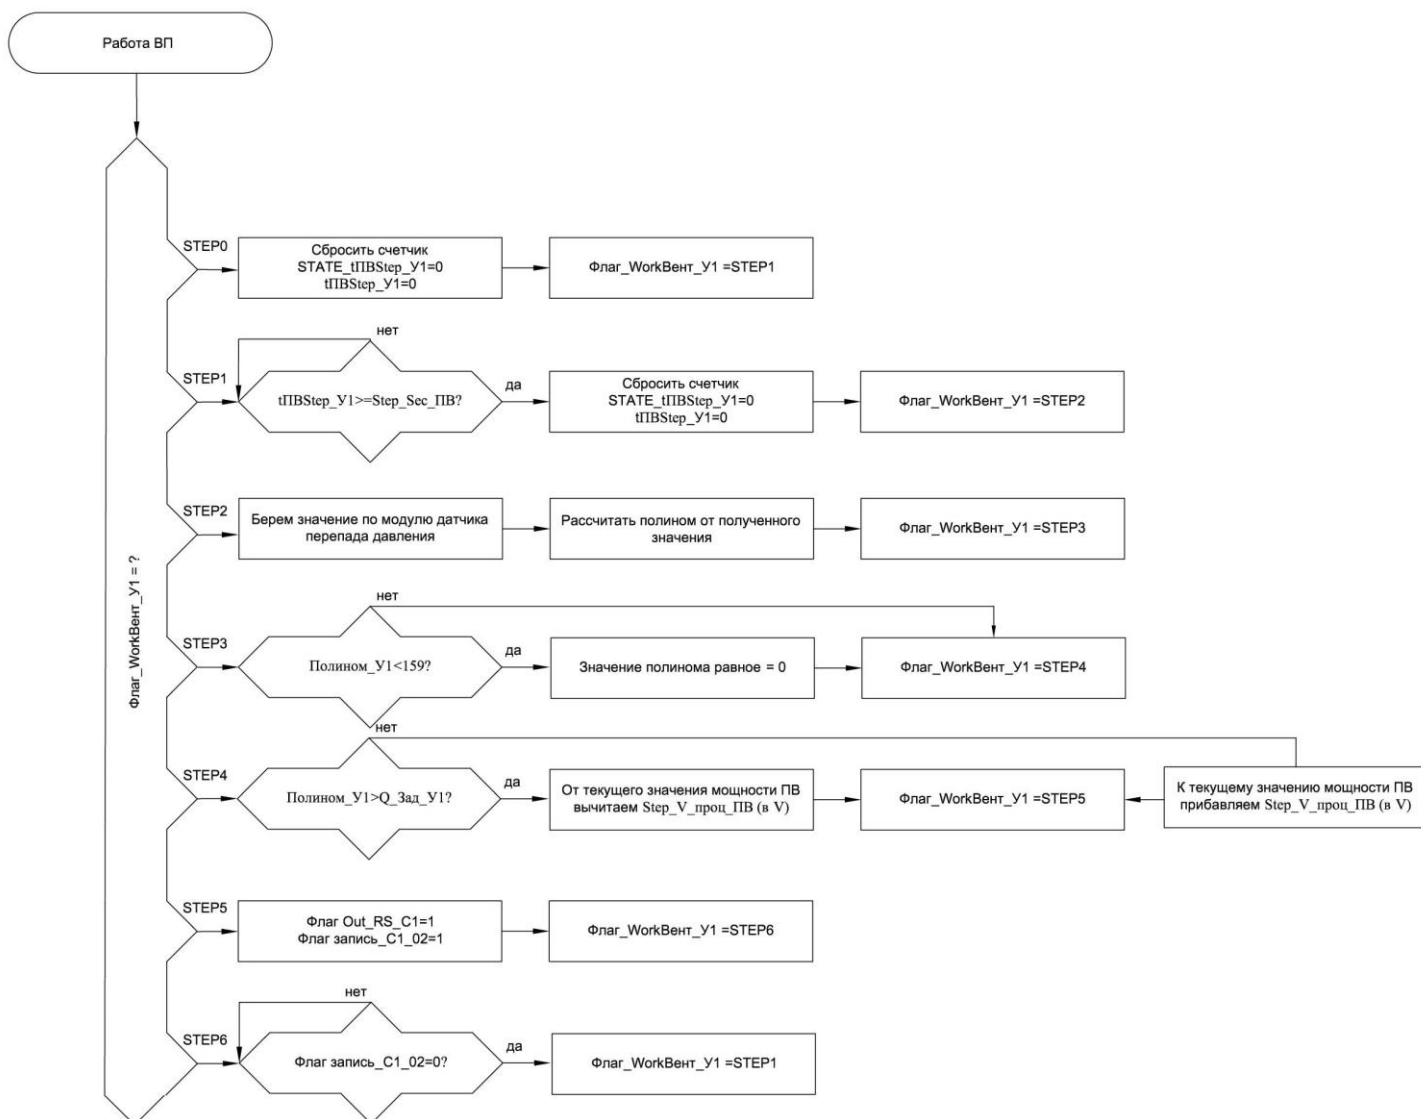 Работа ВП
Флаг_WorkВент_У1 = ?
STEP0
Сбросить счетчик
STATE_tПВStep_У1=0
tПВStep_У1=0
Флаг_WorkВент_У1 =STEP1
STEP1
нет
tПВStep_У1>=Step_Sec_ПВ?
да
Сбросить счетчик
STATE_tПВStep_У1=0
tПВStep_У1=0
Флаг_WorkВент_У1 =STEP2
STEP2
Берем значение по модулю датчика
перепада давления
Рассчитать полином от полученного
значения
Флаг_WorkВент_У1 =STEP3
STEP3
нет
Полином_У1<159?
да
Значение полинома равное = 0
Флаг_WorkВент_У1 =STEP4
STEP4
нет
Полином_У1>Q_Зад_У1?
да
От текущего значения мощности ПВ
вычитаем Step_V_проц_ПВ (в V)
Флаг_WorkВент_У1 =STEP5
К текущему значению мощности ПВ
прибавляем Step_V_проц_ПВ (в V)
STEP5
Флаг Out_RS_C1=1
Флаг запись_С1_02=1
Флаг_WorkВент_У1 =STEP6
STEP6
нет
Флаг запись_С1_02=0?
да
Флаг_WorkВент_У1 =STEP1